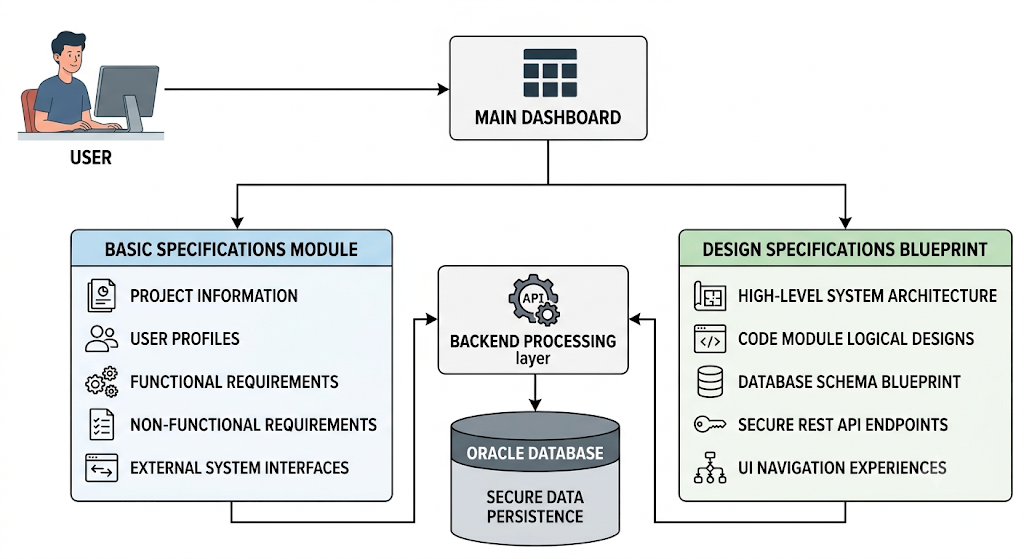 USER
MAIN DASHBOARD
BASIC SPECIFICATIONS MODULE
PROJECT INFORMATION
USER PROFILES
FUNCTIONAL REQUIREMENTS
NON-FUNCTIONAL REQUIREMENTS
EXTERNAL SYSTEM INTERFACES
API
BACKEND PROCESSING
layer
ORACLE DATABASE
SECURE DATA
PERSISTENCE
DESIGN SPECIFICATIONS BLUEPRINT
HIGH-LEVEL SYSTEM ARCHITECTURE
</> CODE MODULE LOGICAL DESIGNS
DATABASE SCHEMA BLUEPRINT
SECURE REST API ENDPOINTS
UI NAVIGATION EXPERIENCES